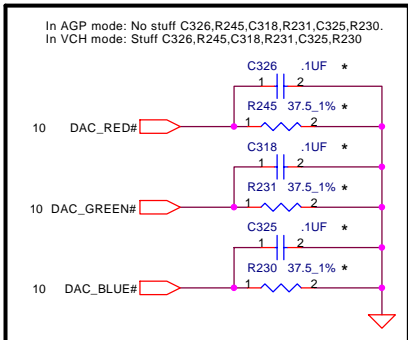 In AGP mode: No stuff C326,R245,C318,R231,C325,R230.
In VCH mode: Stuff C326,R245,C318,R231,C325,R230
C326 .1UF *
1 2
R245 37.5_1% *
10 DAC_RED# 1 2
C318 .1UF *
1 2
R231 37.5_1% *
10 DAC_GREEN# 1 2
C325 .1UF *
1 2
R230 37.5_1% *
10 DAC_BLUE# 1 2